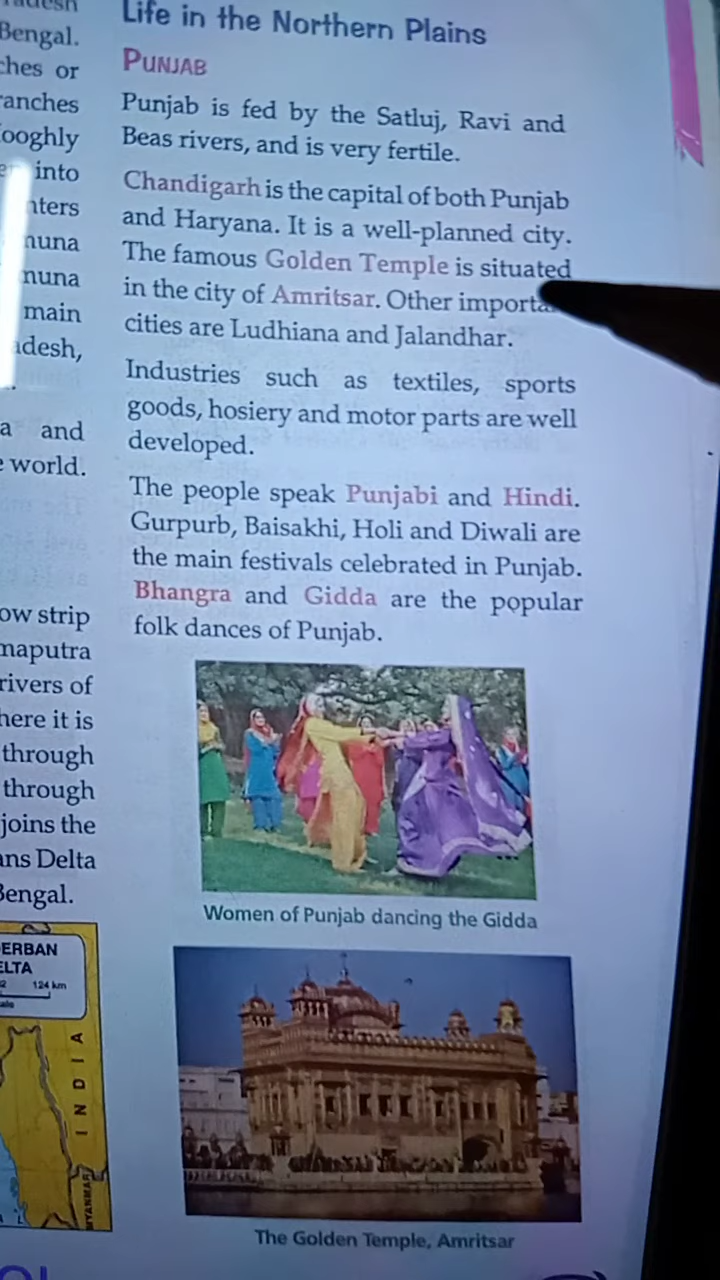 Bengal.
ches or
ranches
ooghly
into
nters
nuna
nuna
main
adesh,
a and
world.
ow strip
naputra
rivers of
here it is
through
through
joins the
ans Delta
Bengal.
ERBAN
ELTA
124 km
INDIA
MYANMAR
Life in the Northern Plains
PUNJAB
Punjab is fed by the Satluj, Ravi and
Beas rivers, and is very fertile.
Chandigarh is the capital of both Punjab
and Haryana. It is a well-planned city.
The famous Golden Temple is situated
in the city of Amritsar. Other importa
cities are Ludhiana and Jalandhar.
Industries such as textiles, sports
goods, hosiery and motor parts are well
developed.
The people speak Punjabi and Hindi.
Gurpurb, Baisakhi, Holi and Diwali are
the main festivals celebrated in Punjab.
Bhangra and Gidda are the popular
folk dances of Punjab.
Women of Punjab dancing the Gidda
The Golden Temple, Amritsar